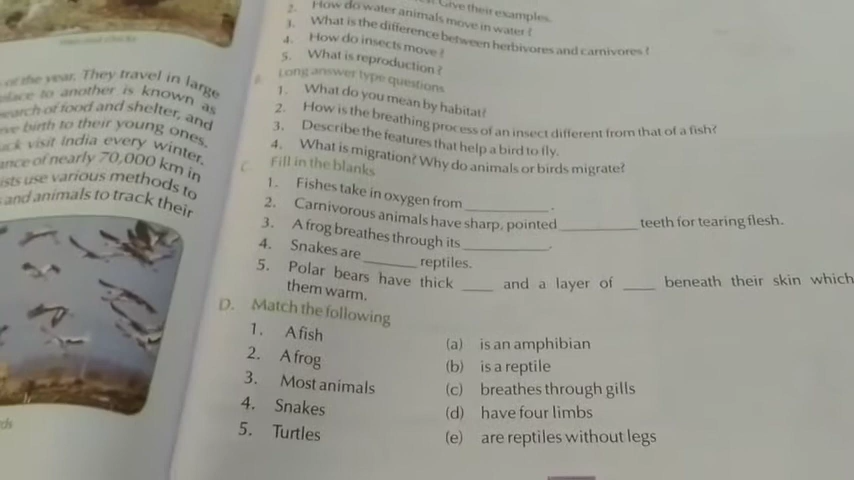 of the year. They travel in large
place to another is known as
search of food and shelter, and
birth to their young ones.
visit India every winter.
nearly 70,000 km in
use various methods to
and animals to track their
Give their examples.
2. How do water animals move in water?
3. What is the difference between herbivores and carnivores?
4. How do insects move?
5. What is reproduction?
Long answer type questions
1. What do you mean by habitat?
2. How is the breathing process of an insect different from that of a fish?
3. Describe the features that help a bird to fly.
4. What is migration? Why do animals or birds migrate?
C. Fill in the blanks
1. Fishes take in oxygen from __________.
2. Carnivorous animals have sharp, pointed _________ teeth for tearing flesh.
3. A frog breathes through its __________.
4. Snakes are _______ reptiles.
5. Polar bears have thick ____ and a layer of ____ beneath their skin which
them warm.
D. Match the following
1. A fish
(a) is an amphibian
2. A frog
(b) is a reptile
3. Most animals
(c) breathes through gills
4. Snakes
(d) have four limbs
5. Turtles
(e) are reptiles without legs